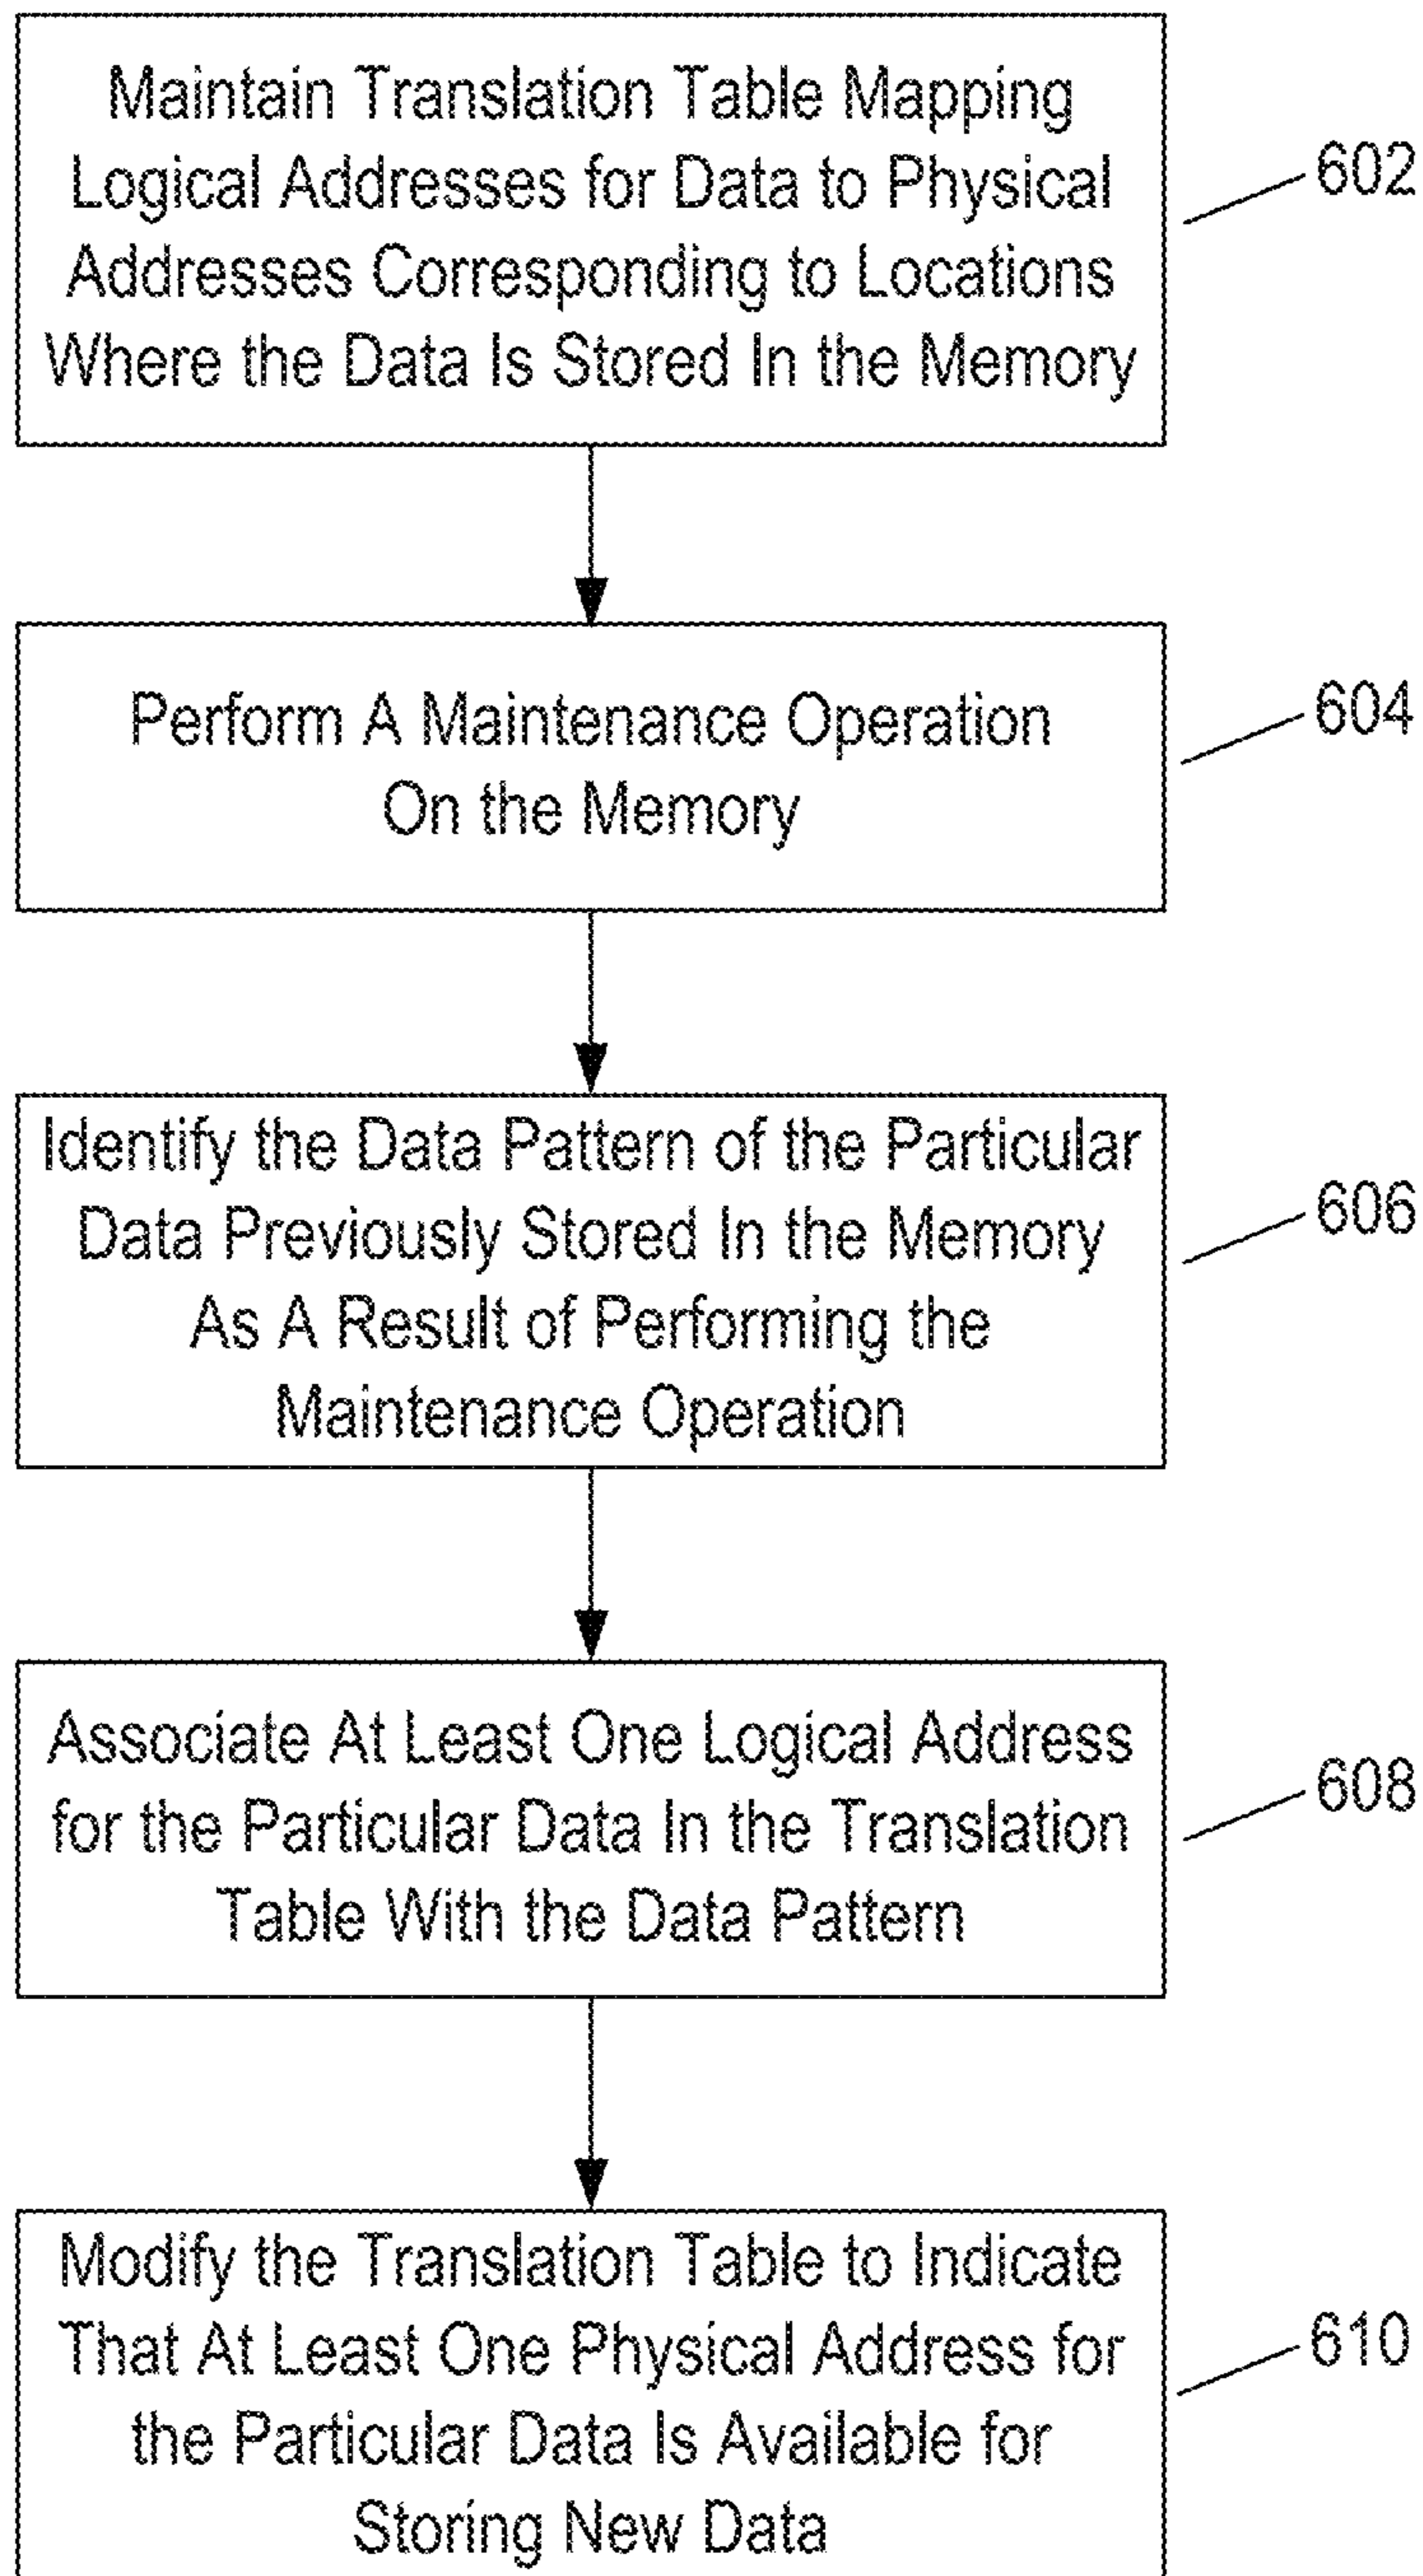 Maintain Translation Table Mapping
Logical Addresses for Data to Physical
Addresses Corresponding to Locations
Where the Data Is Stored In the Memory
602
Perform A Maintenance Operation
On the Memory
604
Identify the Data Pattern of the Particular
Data Previously Stored In the Memory
As A Result of Performing the
Maintenance Operation
606
Associate At Least One Logical Address
for the Particular Data In the Translation
Table With the Data Pattern
608
Modify the Translation Table to Indicate
That At Least One Physical Address for
the Particular Data Is Available for
Storing New Data
610